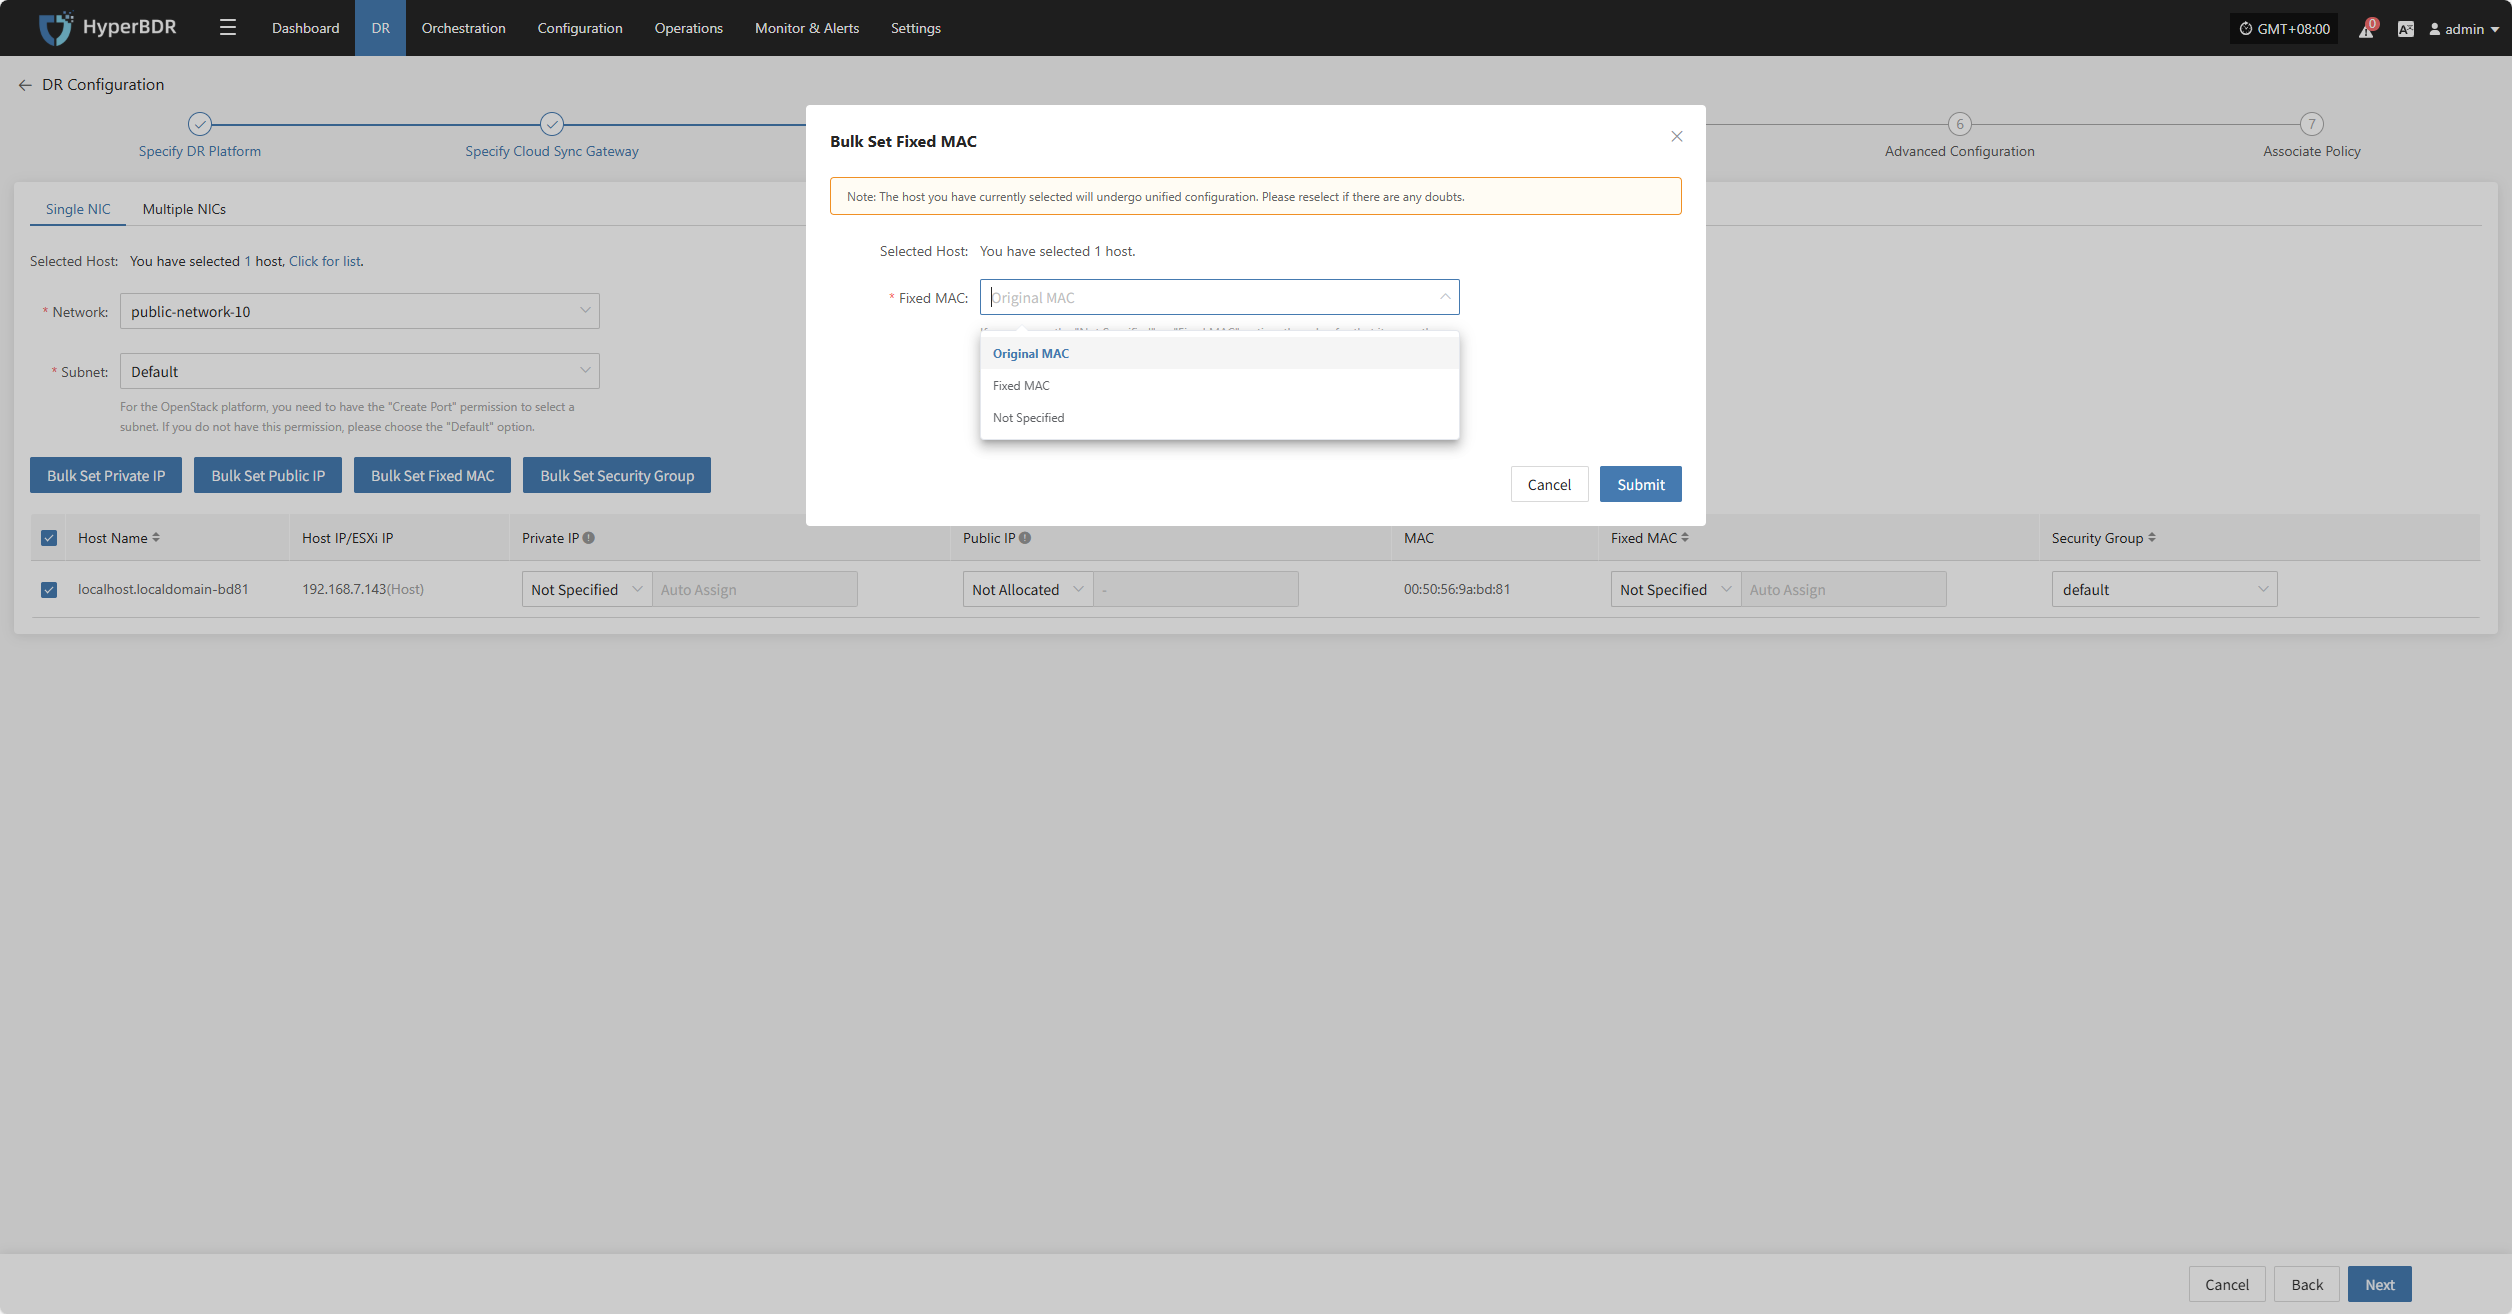 HyperBDR
Dashboard
DR
Orchestration
Configuration
Operations
Monitor & Alerts
Settings
GMT+08:00
0
admin
DR Configuration
Specify DR Platform
Specify Cloud Sync Gateway
6
Advanced Configuration
7
Associate Policy
Bulk Set Fixed MAC
Note: The host you have currently selected will undergo unified configuration. Please reselect if there are any doubts.
Selected Host: You have selected 1 host.
* Fixed MAC: Original MAC
Original MAC
Fixed MAC
Not Specified
Cancel
Submit
Single NIC
Multiple NICs
Selected Host: You have selected 1 host, Click for list.
* Network: public-network-10
* Subnet: Default
For the OpenStack platform, you need to have the "Create Port" permission to select a
subnet. If you do not have this permission, please choose the "Default" option.
Bulk Set Private IP
Bulk Set Public IP
Bulk Set Fixed MAC
Bulk Set Security Group
Host Name
Host IP/ESXi IP
Private IP
Public IP
MAC
Fixed MAC
Security Group
localhost.localdomain-bd81
192.168.7.143(Host)
Not Specified
Auto Assign
Not Allocated
-
00:50:56:9a:bd:81
Not Specified
Auto Assign
default
Cancel
Back
Next